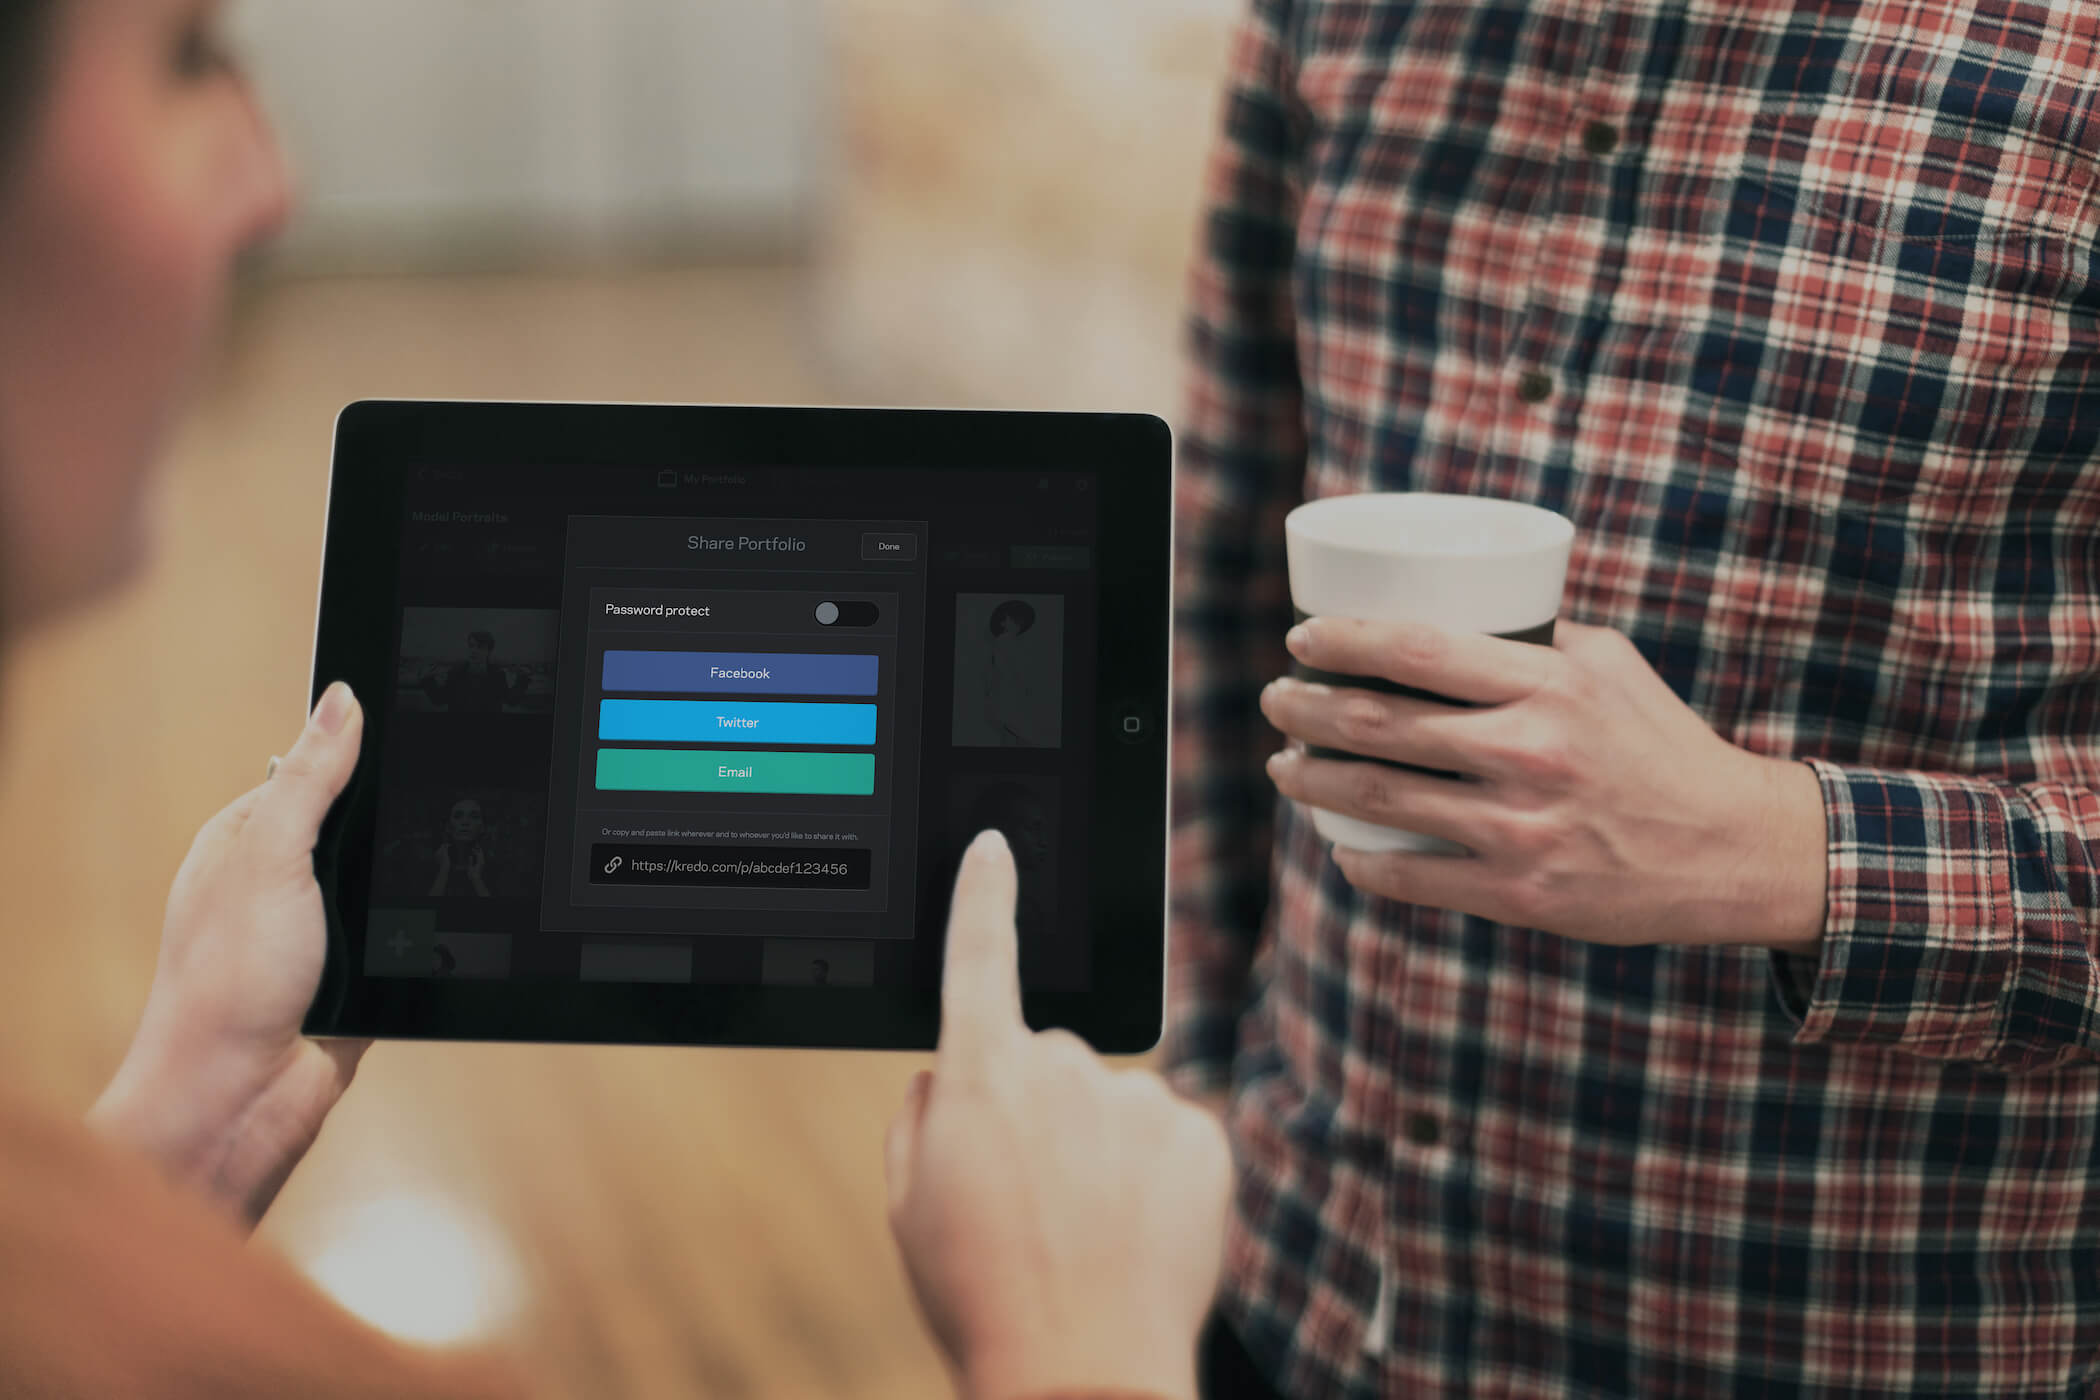 My Portfolio
Model Portraits
Share Portfolio
Done
Password protect
Facebook
Twitter
Email
Or copy and paste link wherever and to whoever you'd like to share it with.
https://kredo.com/p/abcdef123456